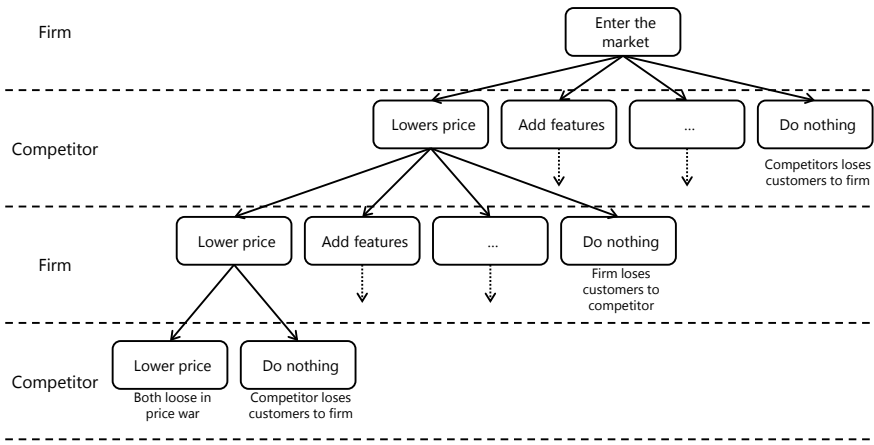 Firm
Enter the
market
Competitor
Lowers price
Add features
...
Do nothing
Competitors loses
customers to firm
Firm
Lower price
Add features
...
Do nothing
Firm loses
customers to
competitor
Competitor
Lower price
Do nothing
Both loose in
price war
Competitor loses
customers to firm